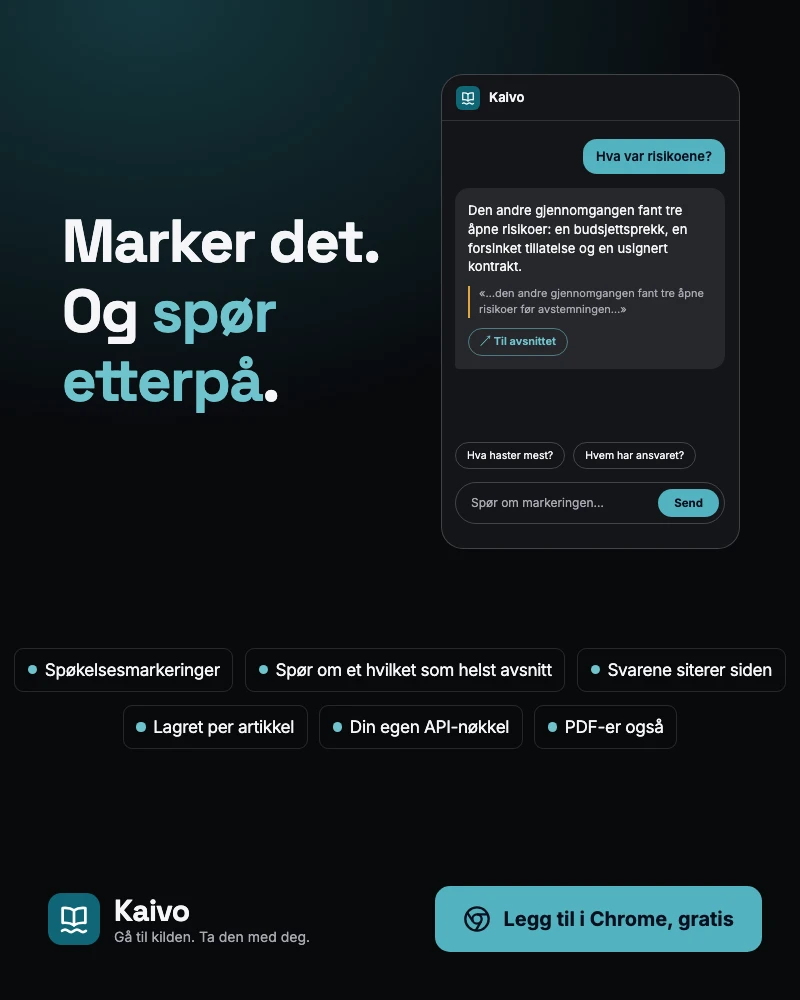 Kaivo
Hva var risikoene?
Den andre gjennomgangen fant tre
åpne risikoer: en budsjettsprekk, en
forsinket tillatelse og en usignert
kontrakt.
«...den andre gjennomgangen fant tre åpne
risikoer før avstemningen...»
↗ Til avsnittet
Hva haster mest?
Hvem har ansvaret?
Spør om markeringen...
Send
Marker det.
Og spør
etterpå.
Spøkelsesmarkeringer
Spør om et hvilket som helst avsnitt
Svarene siterer siden
Lagret per artikkel
Din egen API-nøkkel
PDF-er også
Kaivo
Gå til kilden. Ta den med deg.
Legg til i Chrome, gratis